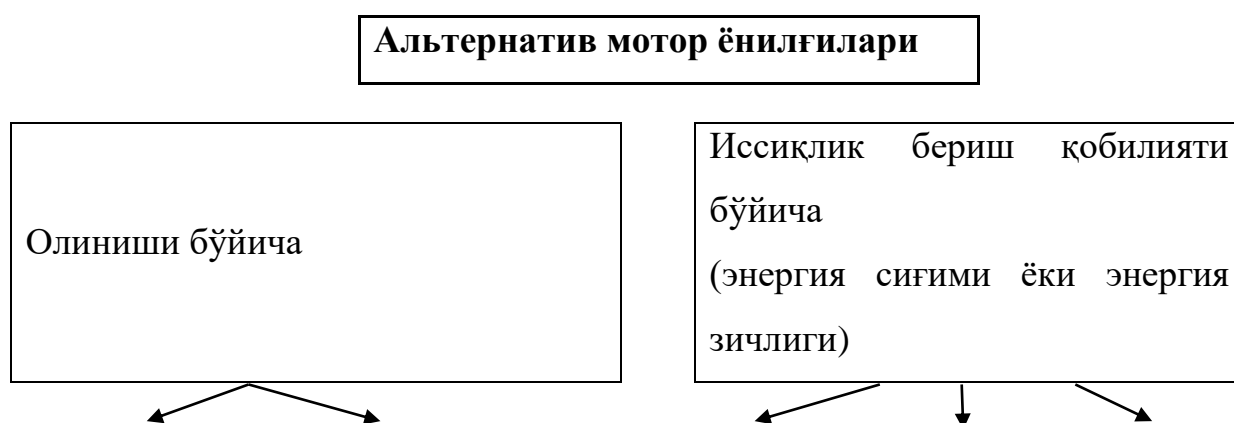 Альтернатив мотор ёнилғилари
Олиниши бўйича
Иссиқлик бериш қобилияти
бўйича
(энергия сиғими ёки энергия
зичлиги)